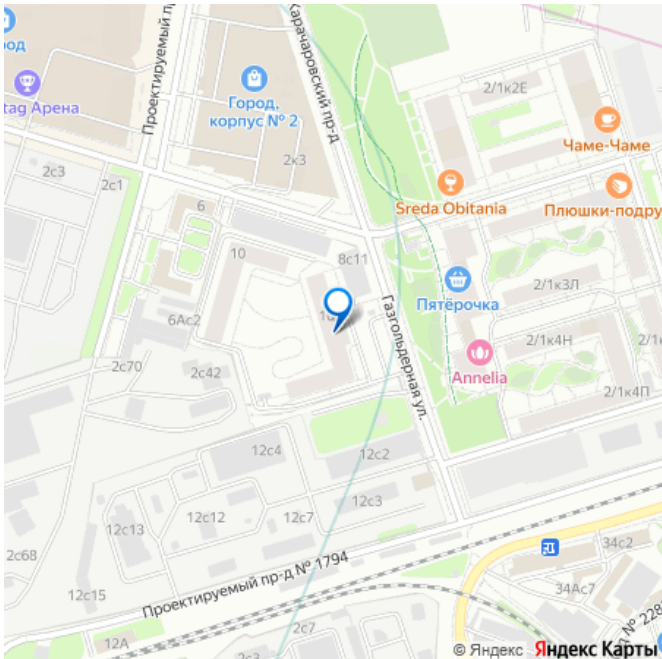 од
tag Арена
Проектируемый пр
Карачаровский пр-д
Город,
корпус № 2
2/1к2Е
Чаме-Чаме
2к3
2с3
2с1
Sreda Obitania
Плюшки-подру
6
10
8с11
Пятёрочка
2/1к3Л
6Ас2
Газгольдерная ул.
2/1к4Н
2с70
2с42
Annelia
2/1к4П
12с4
12с2
12с3
12с13
12с12
12с7
2с68
12с15
Проектируемый пр-д № 1794
34с2
34Ас7
12А
2с7
2с3
д № 228
© Яндекс Яндекс Карты